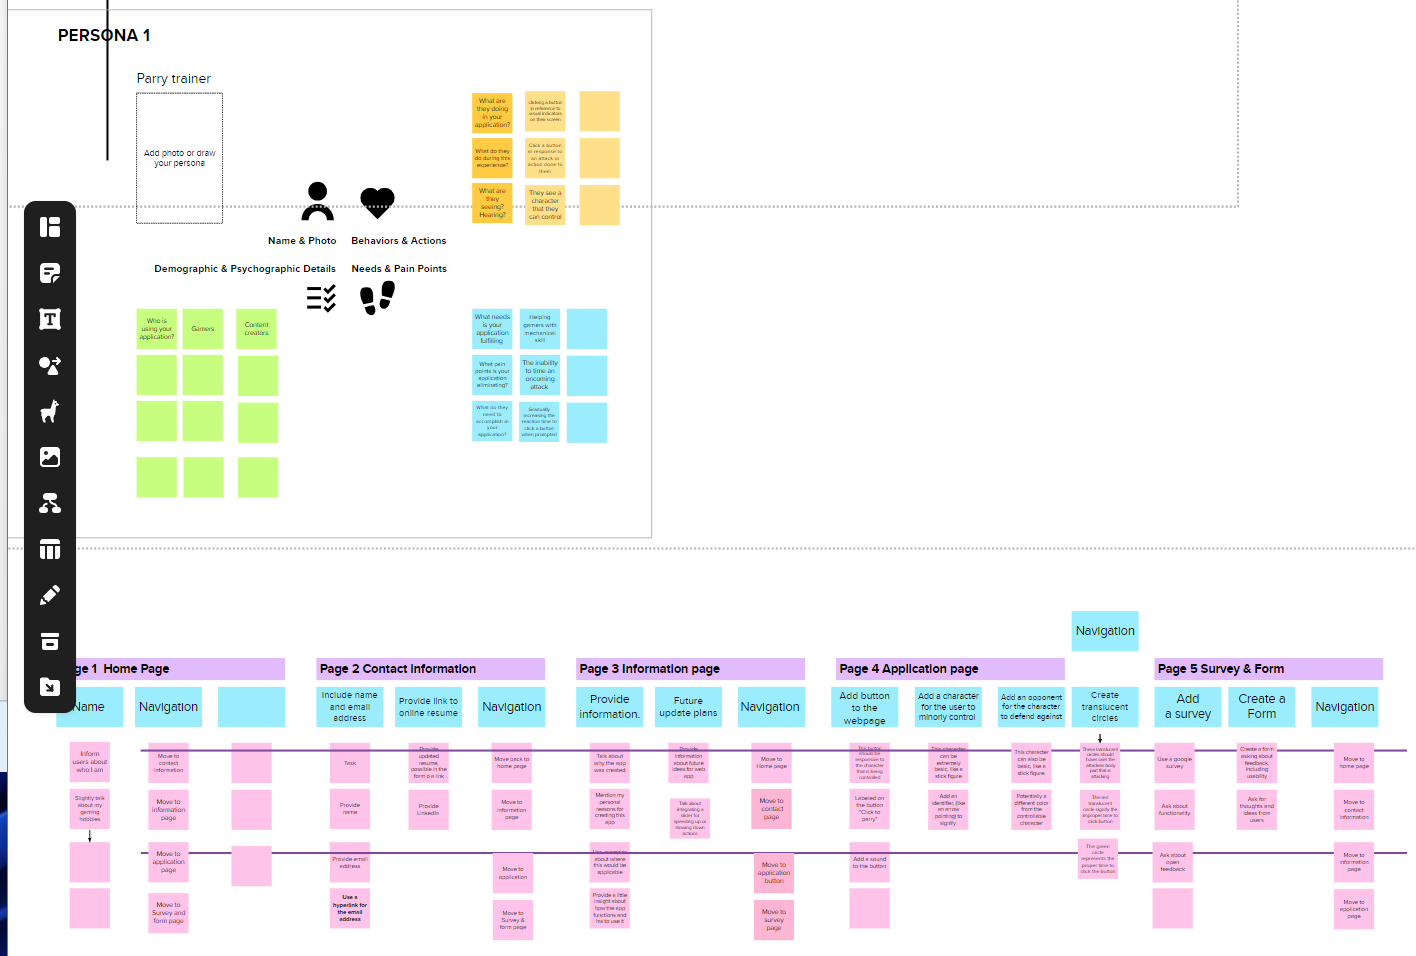 PERSONA 1
Parry trainer
Add photo or draw
your persona
What are
they doing
in your
application?
clicking a button
in reference to
visual indicators
on their screen
What do they
do during this
experience?
Click a button
in response to
an attack or
action done to
them
What are
they
seeing?
Hearing?
They see a
character
that they
can control
Name & Photo
Behaviors & Actions
Demographic & Psychographic Details
Needs & Pain Points
Who is
using your
application?
Gamers
Content
creators
What needs
is your
application
fulfilling
Helping
gamers with
mechanical
skill
What pain
points is your
application
eliminating?
The inability
to time an
oncoming
attack
What do they
need to
accomplish in
your
application?
Gradually
increasing the
reaction time to
click a button
when prompted
Navigation
ge 1 Home Page
Page 2 Contact information
Page 3 Information page
Page 4 Application page
Page 5 Survey & Form
Name
Navigation
Include name
and email
address
Provide link to
online resume
Navigation
Provide
information.
Future
update plans
Navigation
Add button
to the
webpage
Add a character
for the user to
minorly control
Add an opponent
for the character
to defend against
Create
translucent
circles
Add
a survey
Create a
Form
Navigation
Inform
users about
who I am
Move to
contact
information
Task
Provide
updated
resume,
possible in the
form o a link
Move back to
home page
Talk about
why the app
was created
Provide
information
about future
ideas for web
app
Move to
Home page
This button
should be
responsive to
the character
that is being
controlled
This character
can be
extremely
basic, like a
stick figure
This character
can also be
basic, like a
stick figure.
These translucent
circles should
hover over the
attackers body
part that is
attacking
Use a google
survey
Create a form
asking about
feedback,
including
usability
Move to
home page
Slightly talk
about my
gaming
hobbies
Move to
information
page
Provide
name
Provide
LinkedIn
Move to
Information
page
Mention my
personal
reasons for
creating this
app
Talk about
integrating a
slider for
speeding up or
slowing down
actions
Move to
contact
page
Labeled on
the button
"Click to
parry"
Add an
identifier, (like
an arrow
pointing) to
signify
Potentially a
different color
from the
controllable
character
The red
translucent
circle signify the
improper time to
click button
Ask about
functionality
Ask for
thoughts and
ideas from
users
Move to
contact
information
Move to
application
page
Provide email
address
Move to
application
Use examples
about where
this would be
applicable
Move to
application
button
Add a sound
to the button
The green
circle
represents the
proper time to
click the button
Ask about
open
feedback
Move to
information
page
Move to
Survey and
form page
Use a
hyperlink for
the email
address
Move to
Survey &
form page
Provide a little
insight about
how the app
functions and
ho to use it
Move to
survey
page
Move to
application
page